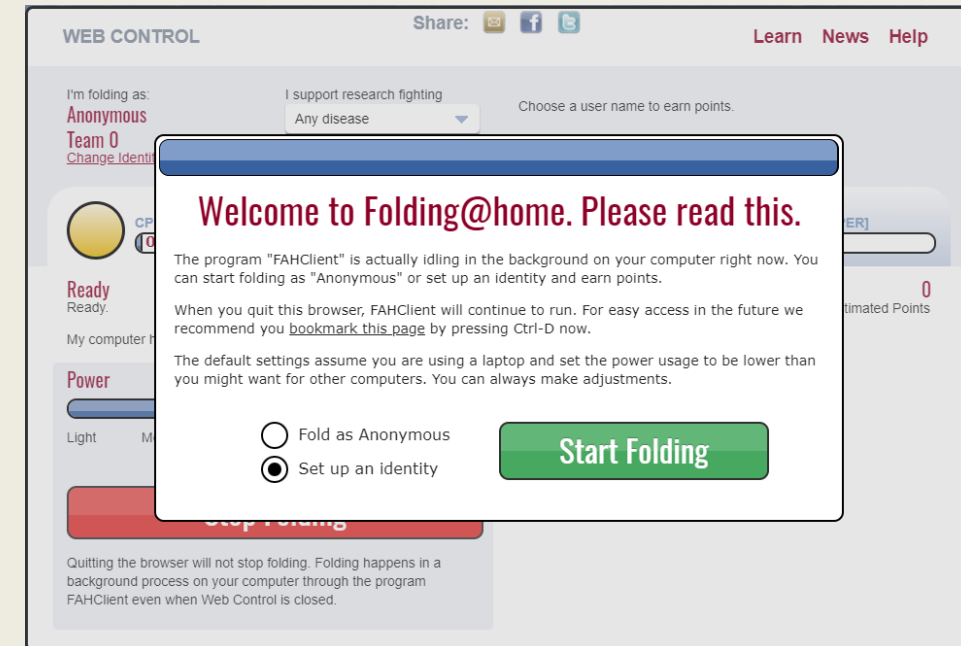 WEB CONTROL
Share:
Learn News Help
I'm folding as:
Anonymous
Team 0
I support research fighting
Any disease
Choose a user name to earn points.
Welcome to Folding@home. Please read this.
The program "FAHClient" is actually idling in the background on your computer right now. You
can start folding as "Anonymous" or set up an identity and earn points.
When you quit this browser, FAHClient will continue to run. For easy access in the future we
recommend you bookmark this page by pressing Ctrl-D now.
The default settings assume you are using a laptop and set the power usage to be lower than
you might want for other computers. You can always make adjustments.
Fold as Anonymous
Set up an identity
Start Folding
Ready
Ready.
0
Points
My computer
Power
Light
Folding
Quitting the browser will not stop folding. Folding happens in a
background process on your computer through the program
FAHClient even when Web Control is closed.